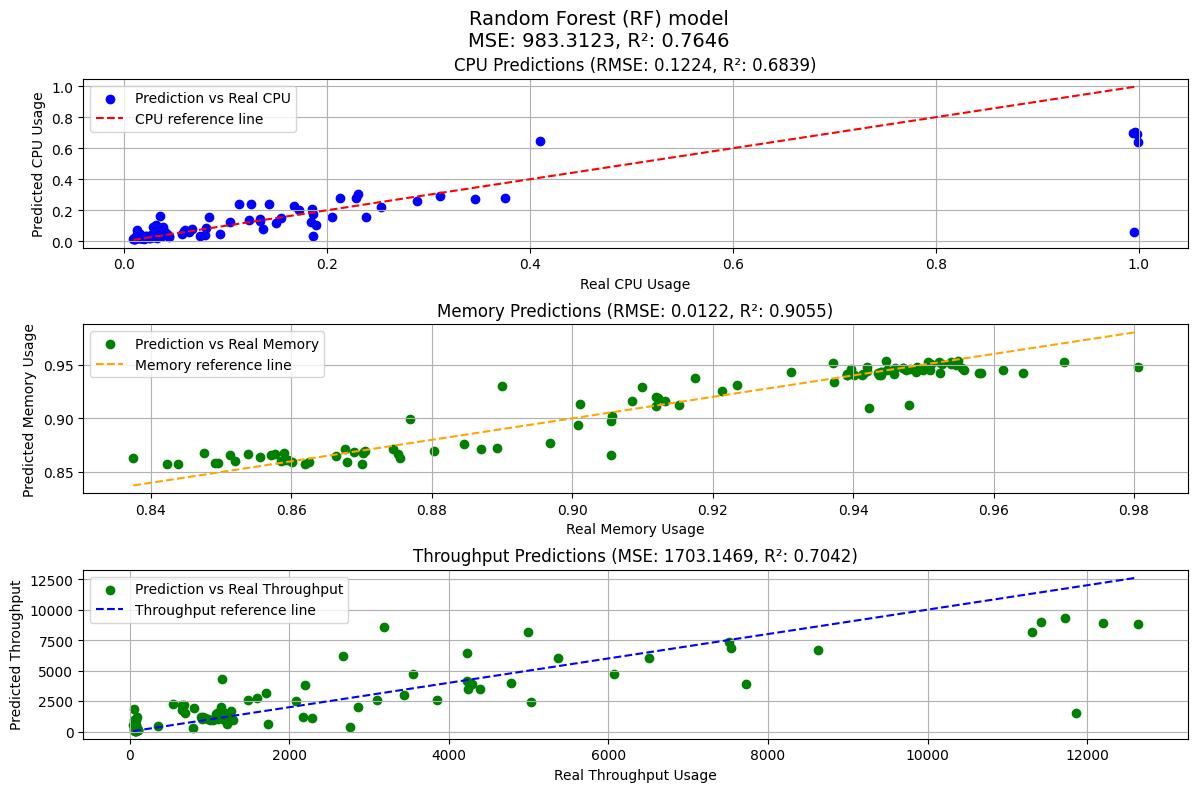 Random Forest (RF) model
MSE: 983.3123, R²: 0.7646
CPU Predictions (RMSE: 0.1224, R²: 0.6839)
Predicted CPU Usage
1.0
0.8
0.6
0.4
0.2
0.0
Prediction vs Real CPU
CPU reference line
0.0 0.2 0.4 0.6 0.8 1.0
Real CPU Usage
Memory Predictions (RMSE: 0.0122, R²: 0.9055)
Predicted Memory Usage
0.95
0.90
0.85
Prediction vs Real Memory
Memory reference line
0.84 0.86 0.88 0.90 0.92 0.94 0.96 0.98
Real Memory Usage
Throughput Predictions (MSE: 1703.1469, R²: 0.7042)
Predicted Throughput
12500
10000
7500
5000
2500
0
Prediction vs Real Throughput
Throughput reference line
0 2000 4000 6000 8000 10000 12000
Real Throughput Usage